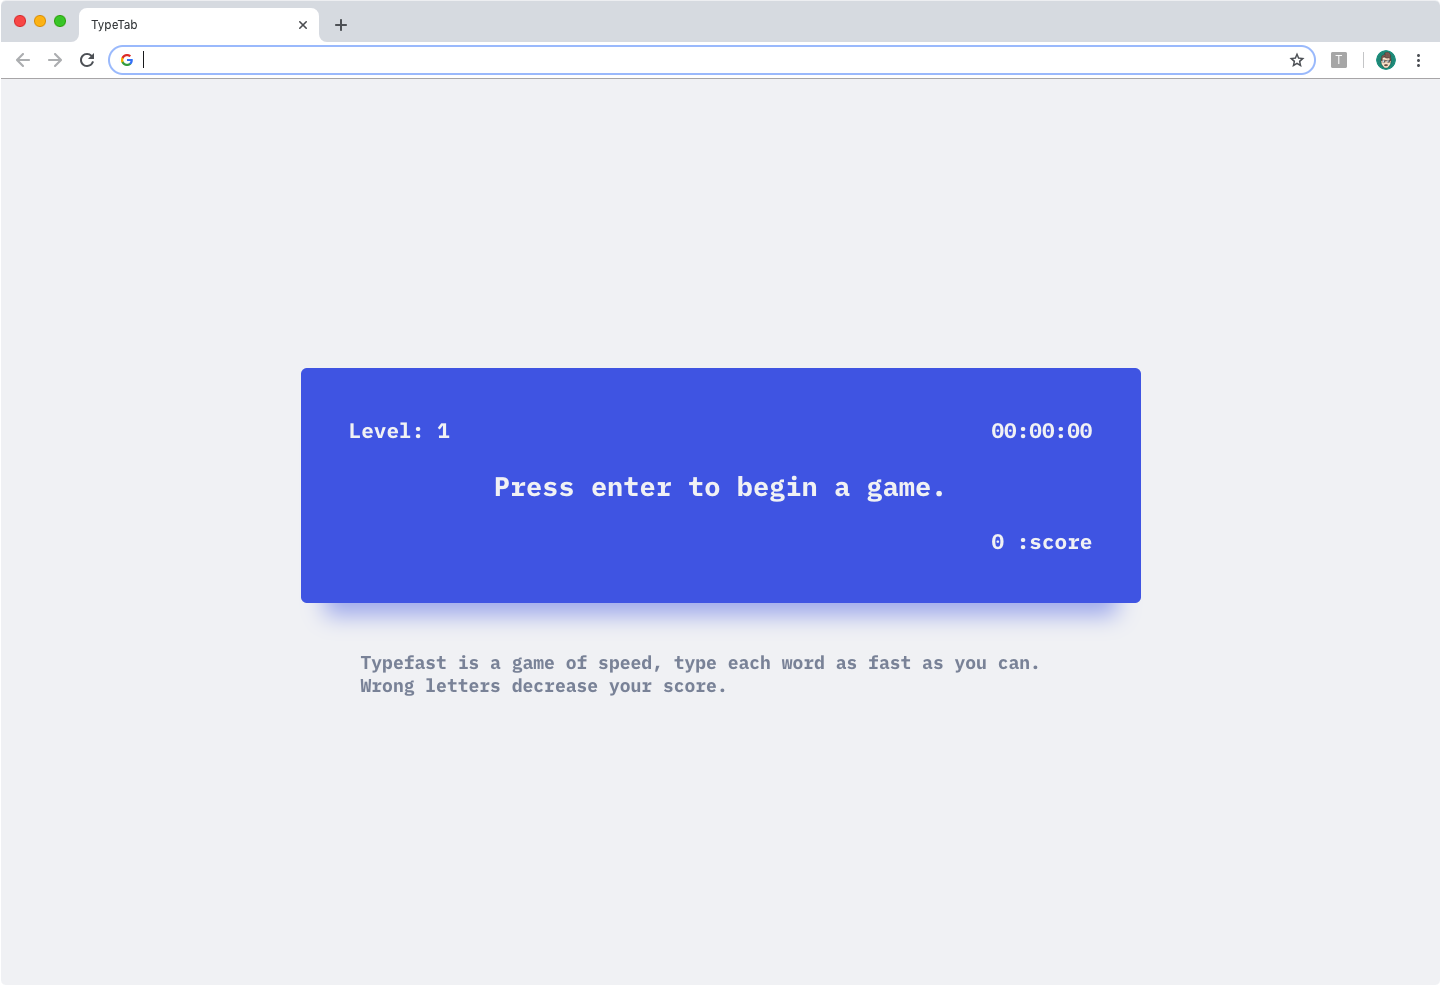 TypeTab
T
Level: 1
00:00:00
Press enter to begin a game.
0 :score
Typefast is a game of speed, type each word as fast as you can.
Wrong letters decrease your score.